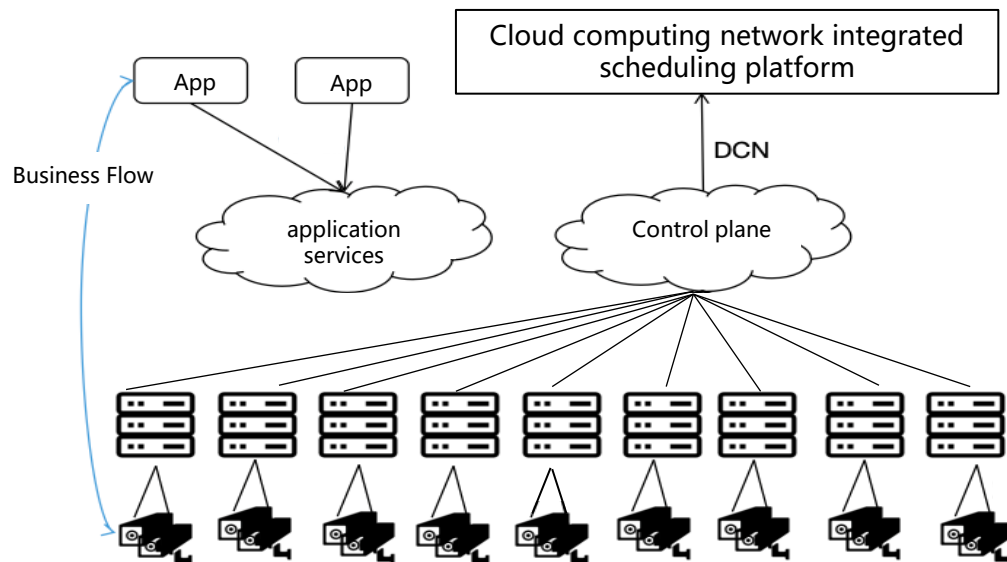 Cloud computing network integrated
scheduling platform
App
App
DCN
Business Flow
application
services
Control plane